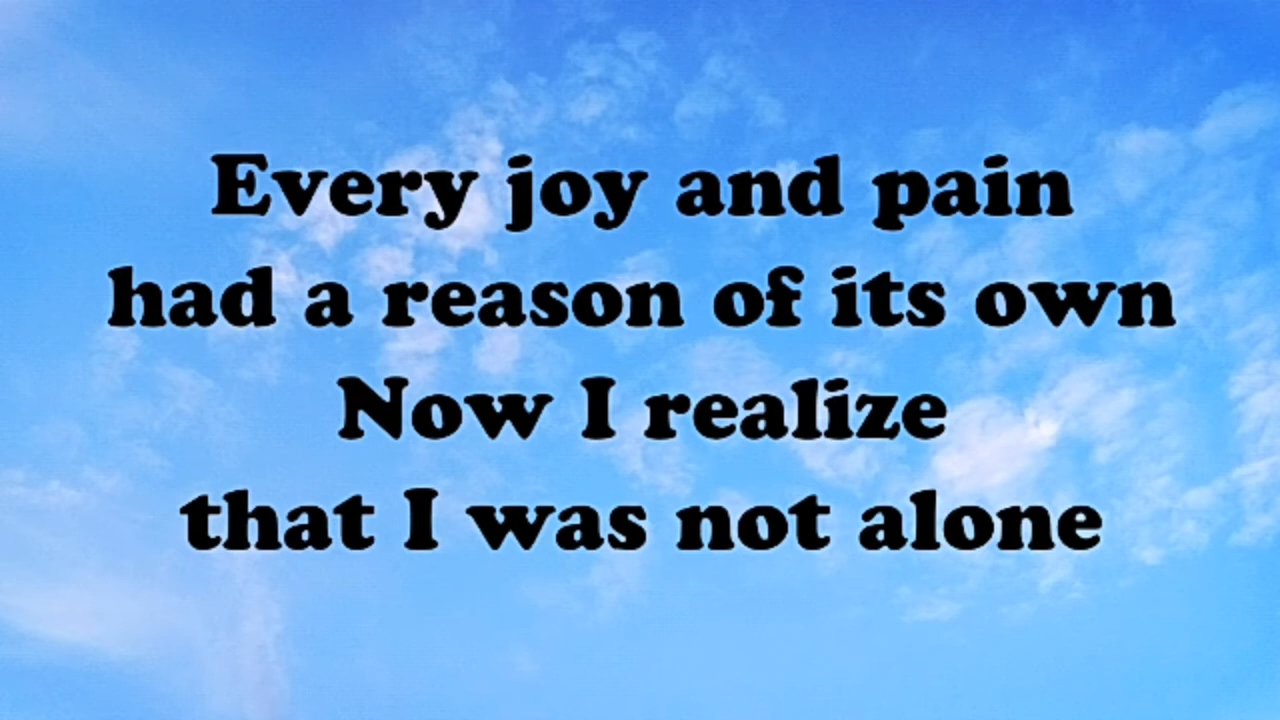 Every joy and pain
had a reason of its own
Now I realize
that I was not alone